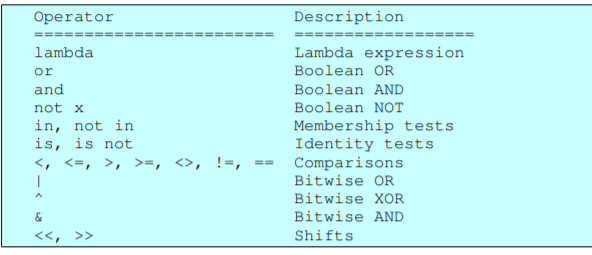 Operator                 Description
======================== ==================
lambda                   Lambda expression
or                       Boolean OR
and                      Boolean AND
not x                    Boolean NOT
in, not in               Membership tests
is, is not               Identity tests
<, <=, >, >=, <>, !=, == Comparisons
|                        Bitwise OR
^                        Bitwise XOR
&                        Bitwise AND
<<, >>                   Shifts